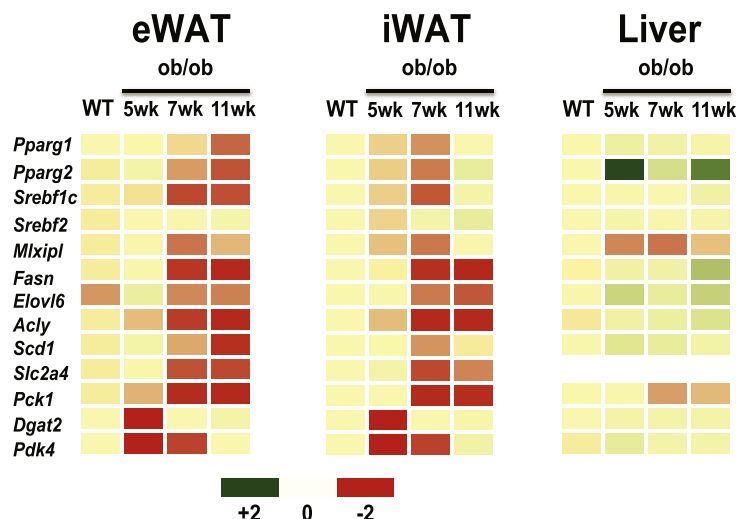 eWAT iWAT Liver
ob/ob ob/ob ob/ob
WT 5wk 7wk 11wk WT 5wk 7wk 11wk WT 5wk 7wk 11wk
Pparg1
Pparg2
Srebf1c
Srebf2
Mlxipl
Fasn
Elovl6
Acly
Scd1
Slc2a4
Pck1
Dgat2
Pdk4
+2 0 -2